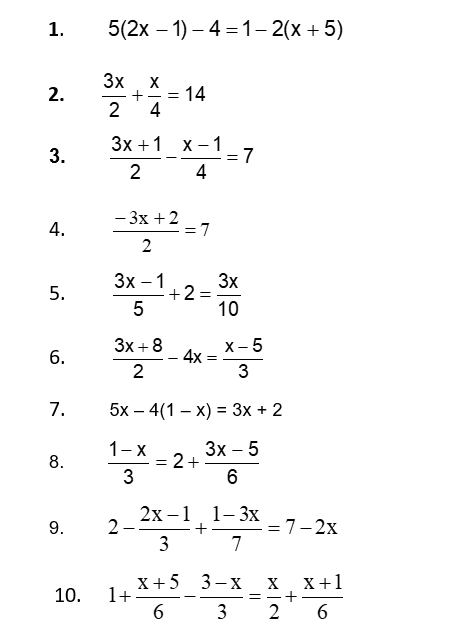 1. 5(2x – 1) – 4 = 1 – 2(x + 5)
2. 3x/2 + x/4 = 14
3. 3x + 1/2 – x – 1/4 = 7
4. – 3x + 2/2 = 7
5. 3x – 1/5 + 2 = 3x/10
6. 3x + 8/2 – 4x = x – 5/3
7. 5x – 4(1 – x) = 3x + 2
8. 1 – x/3 = 2 + 3x – 5/6
9. 2 – 2x – 1/3 + 1 – 3x/7 = 7 – 2x
10. 1 + x + 5/6 – 3 – x/3 = x/2 + x + 1/6